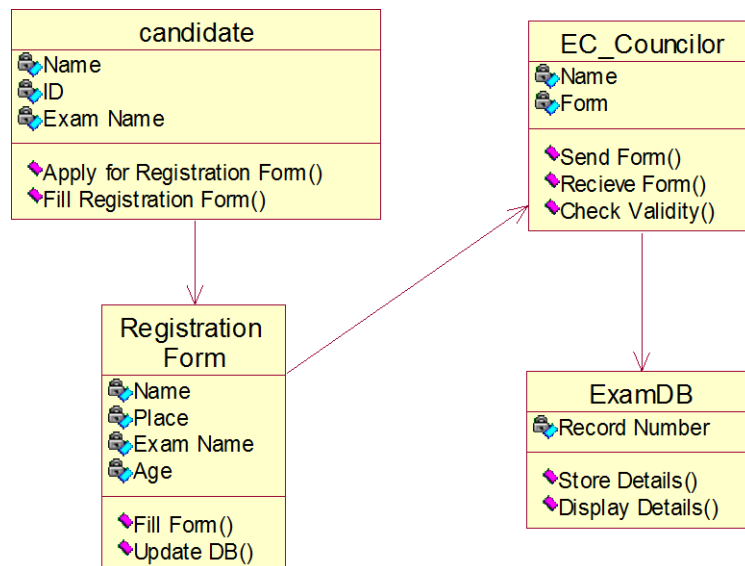 candidate
Name
ID
Exam Name
Apply for Registration Form()
Fill Registration Form()
EC_Councilor
Name
Form
Send Form()
Recieve Form()
Check Validity()
Registration
Form
Name
Place
Exam Name
Age
Fill Form()
Update DB()
ExamDB
Record Number
Store Details()
Display Details()